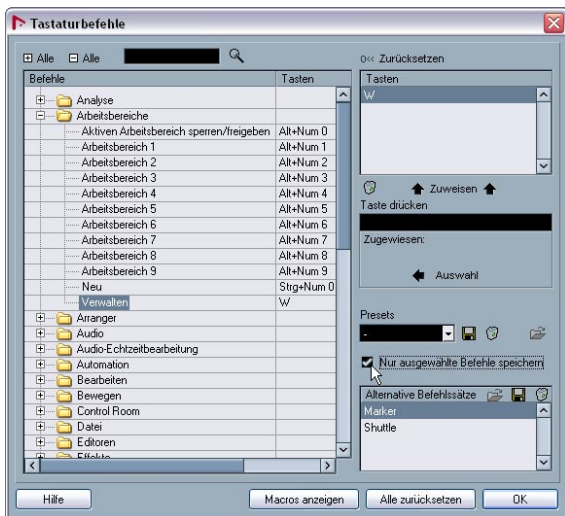 Tastaturbefehle
Alle Alle
Befehle Tasten
Analyse
Arbeitsbereiche
Aktiven Arbeitsbereich sperren/freigeben Alt+Num 0
Arbeitsbereich 1 Alt+Num 1
Arbeitsbereich 2 Alt+Num 2
Arbeitsbereich 3 Alt+Num 3
Arbeitsbereich 4 Alt+Num 4
Arbeitsbereich 5 Alt+Num 5
Arbeitsbereich 6 Alt+Num 6
Arbeitsbereich 7 Alt+Num 7
Arbeitsbereich 8 Alt+Num 8
Arbeitsbereich 9 Alt+Num 9
Neu Strg+Num 0
Verwalten W
Arranger
Audio
Audio-Echtzeitbearbeitung
Automation
Bearbeiten
Bewegen
Control Room
Datei
Editoren
Effekte
Zurücksetzen
Tasten
W
Zuweisen
Taste drücken
Zugewiesen:
Auswahl
Presets
-
Nur ausgewählte Befehle speichern
Alternative Befehlssätze
Marker
Shuttle
Hilfe Macros anzeigen Alle zurücksetzen OK